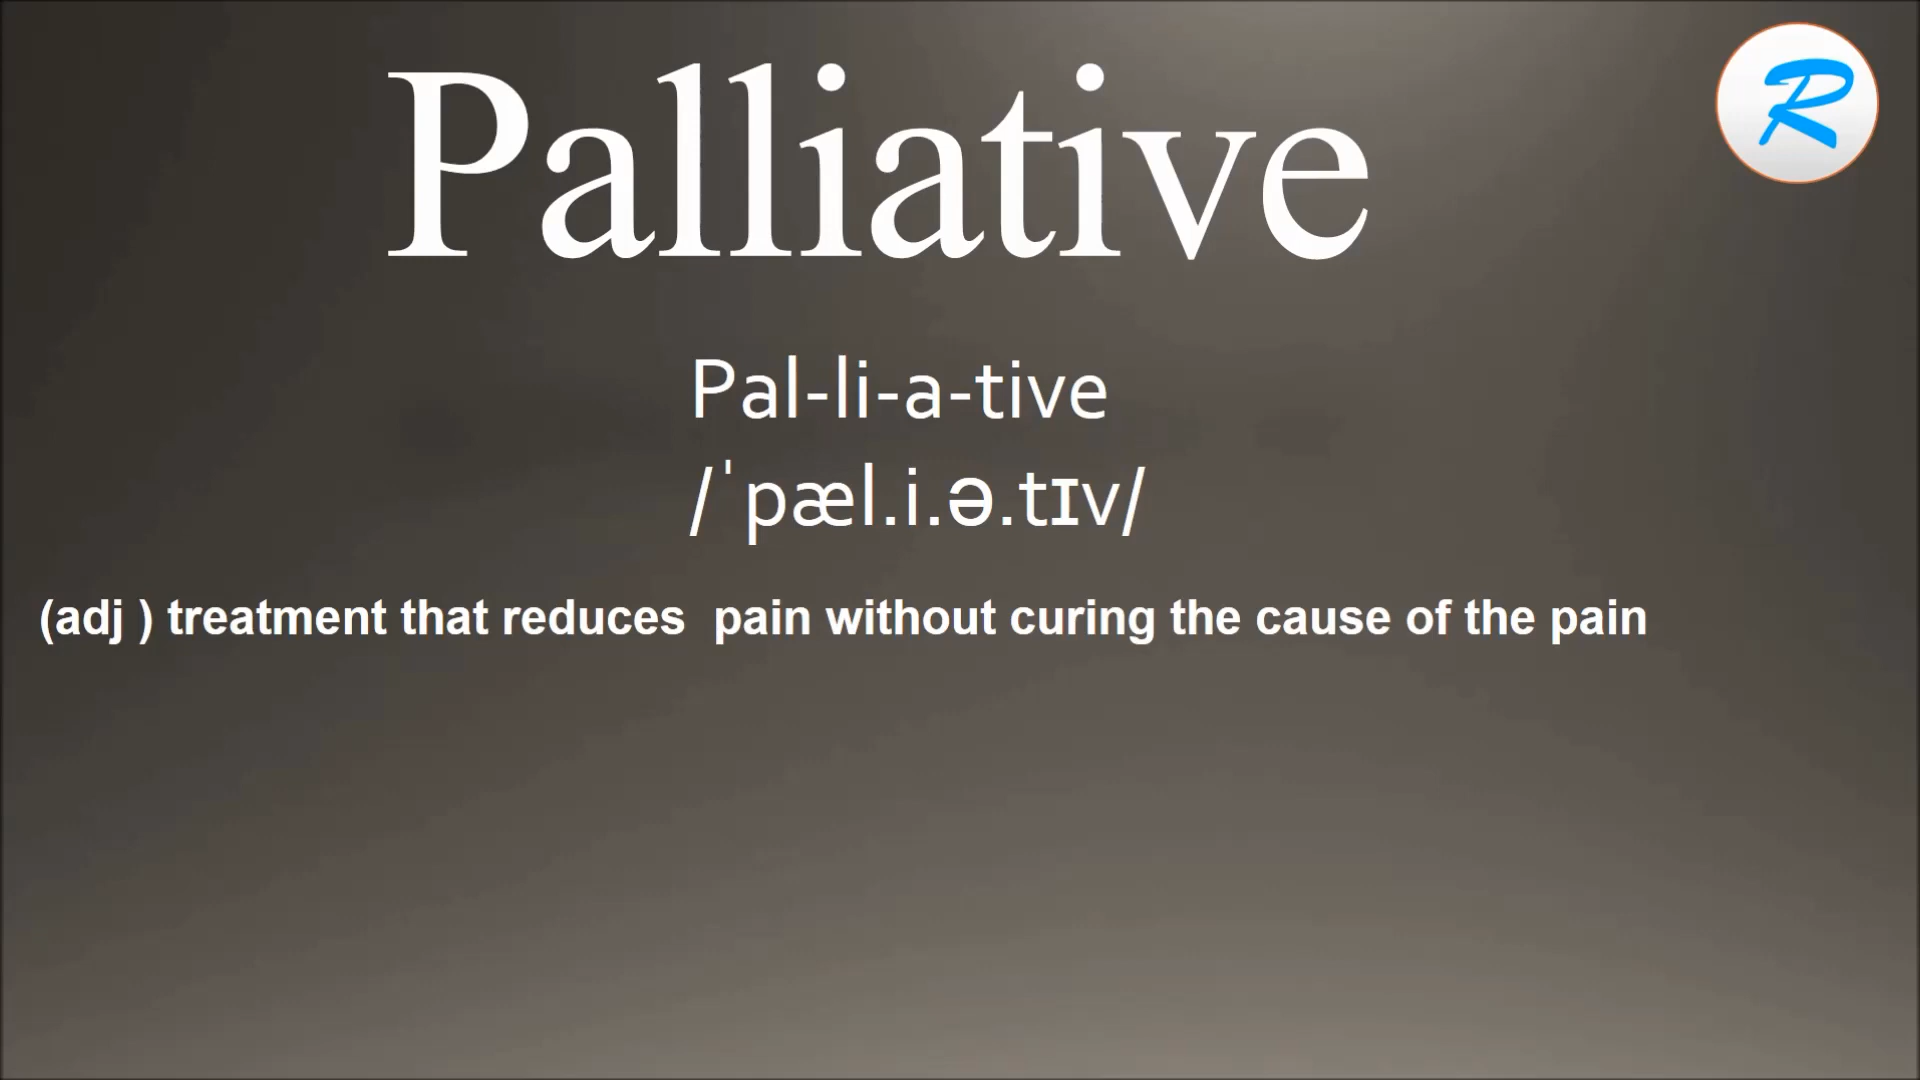 Palliative
R
Pal-li-a-tive
/ˈpæl.i.ə.tɪv/
(adj ) treatment that reduces  pain without curing the cause of the pain